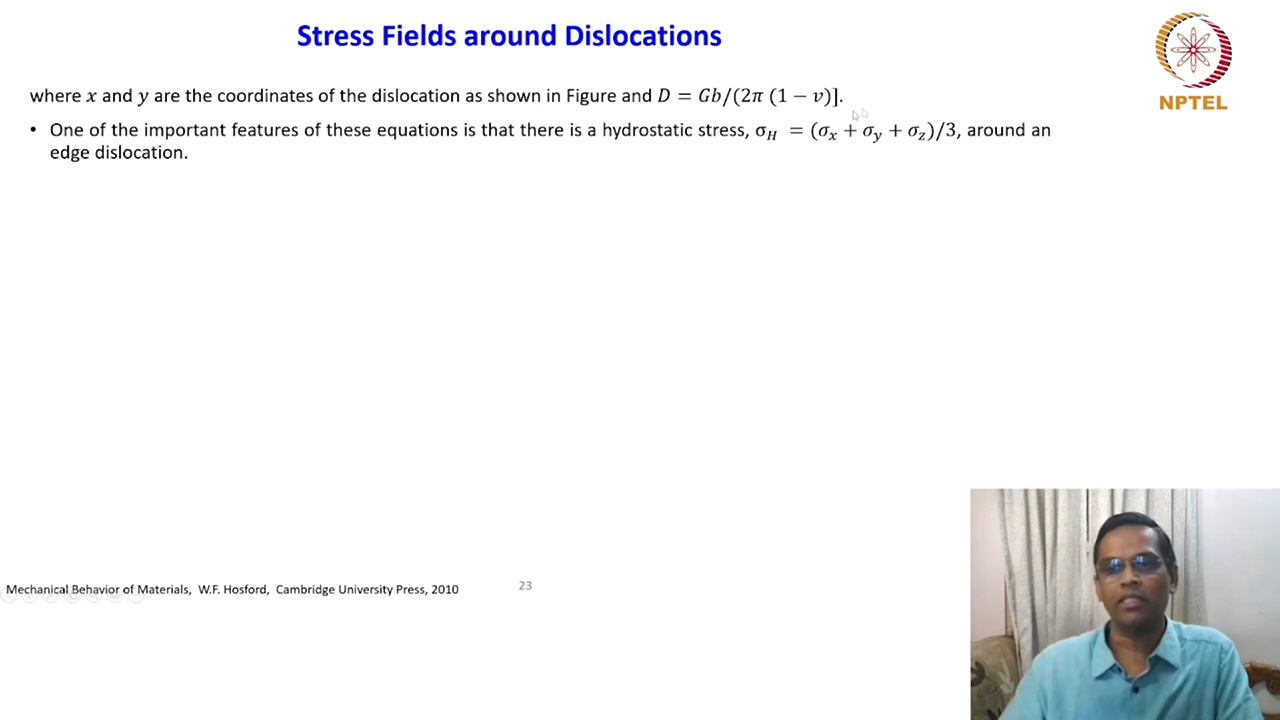 Stress Fields around Dislocations
NPTEL
where x and y are the coordinates of the dislocation as shown in Figure and D = Gb/(2π (1 − ν)].
• One of the important features of these equations is that there is a hydrostatic stress, σH = (σx + σy + σz)/3, around an
edge dislocation.
Mechanical Behavior of Materials, W.F. Hosford, Cambridge University Press, 2010
23